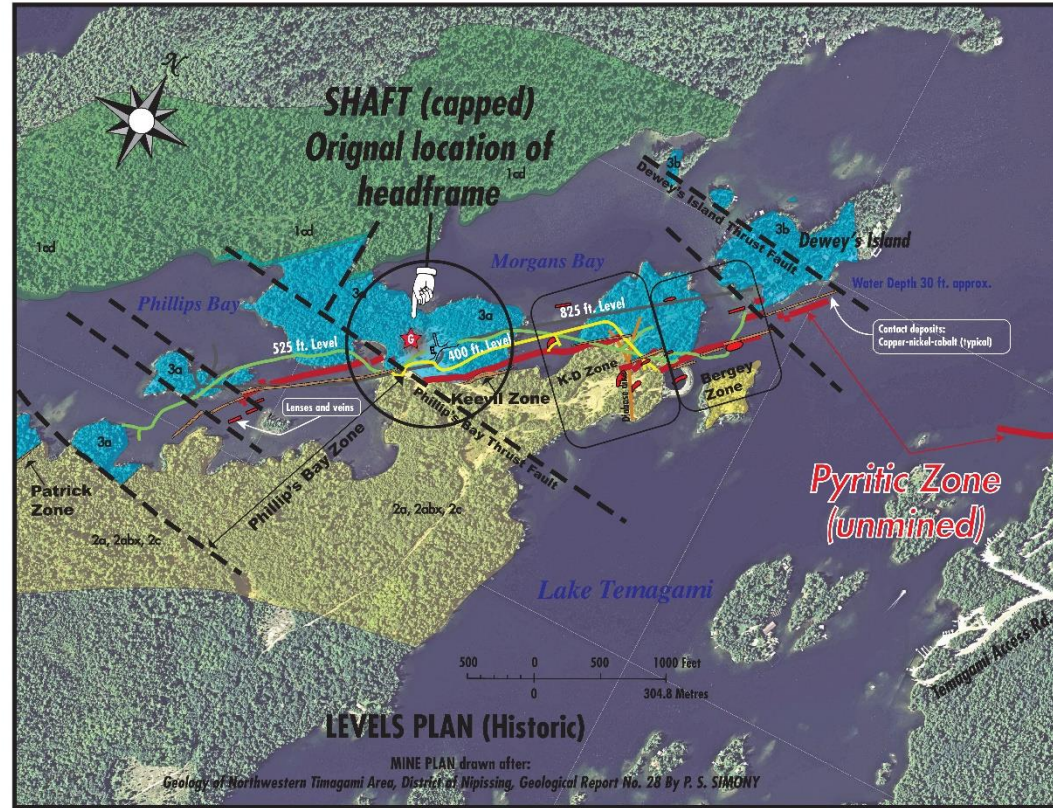 N
SHAFT (capped)
Orignal location of
headframe
1cd
1cd
1cd
3b
Dewey's Island Thrust Fault
3b
Dewey's Island
Morgans Bay
Phillips Bay
Water Depth 30 ft. approx.
825 ft. Level
3a
G
525 ft. Level
400 ft. Level
Contact deposits:
Copper-nickel-cobalt (typical)
3a
K-D Zone
Bergey
Zone
Diabase Dike
Keevil Zone
Lenses and veins
Phillip's Bay Thrust Fault
3a
Phillip's Bay Zone
Patrick
Zone
Pyritic Zone
(unmined)
2a, 2abx, 2c
2a, 2abx, 2c
Lake Temagami
Temagami Access Rd.
500 0 500 1000 Feet
0 304.8 Metres
LEVELS PLAN (Historic)
MINE PLAN drawn after:
Geology of Northwestern Timagami Area, District of Nipissing, Geological Report No. 28 By P. S. SIMONY